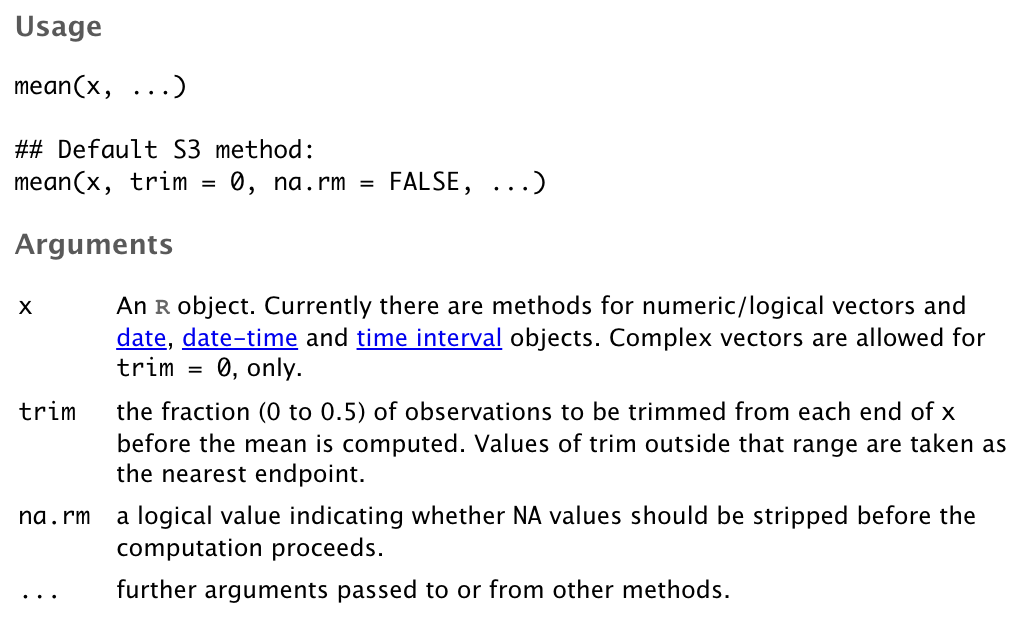 Usage
mean(x, ...)
## Default S3 method:
mean(x, trim = 0, na.rm = FALSE, ...)
Arguments
x An R object. Currently there are methods for numeric/logical vectors and
date, date-time and time interval objects. Complex vectors are allowed for
trim = 0, only.
trim the fraction (0 to 0.5) of observations to be trimmed from each end of x
before the mean is computed. Values of trim outside that range are taken as
the nearest endpoint.
na.rm a logical value indicating whether NA values should be stripped before the
computation proceeds.
... further arguments passed to or from other methods.